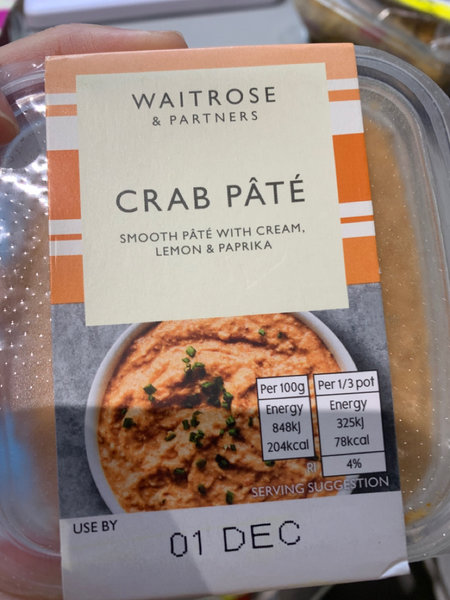 WAITROSE
& PARTNERS
CRAB PÂTÉ
SMOOTH PÂTÉ WITH CREAM,
LEMON & PAPRIKA
Per 100g
Energy
848kJ
204kcal
Per 1/3 pot
Energy
325kJ
78kcal
RI 4%
SERVING SUGGESTION
USE BY
01 DEC